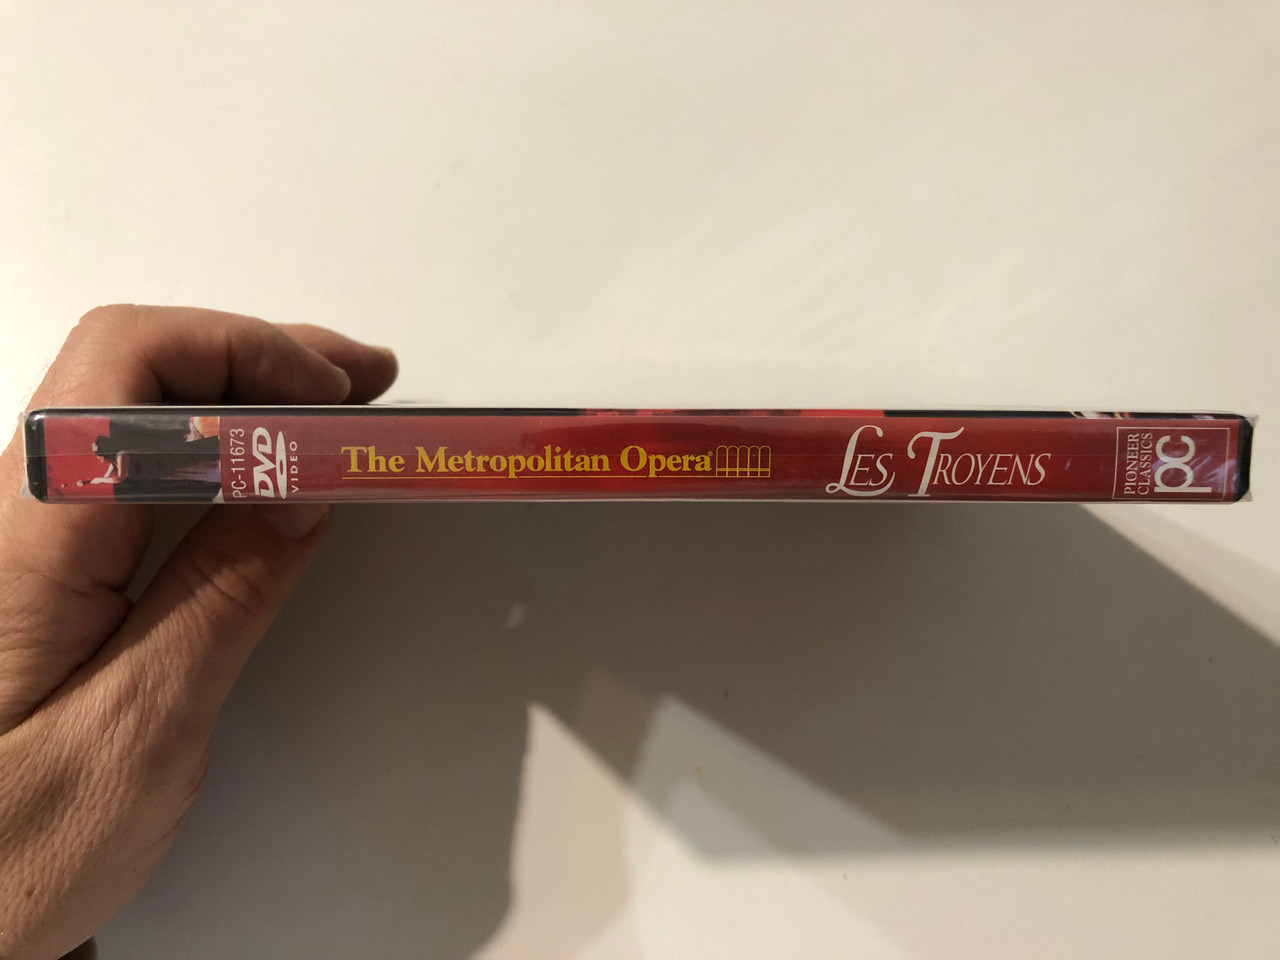 PC-11673
DVD
VIDEO
The Metropolitan Opera®
LES TROYENS
PIONEER
CLASSICS
pc